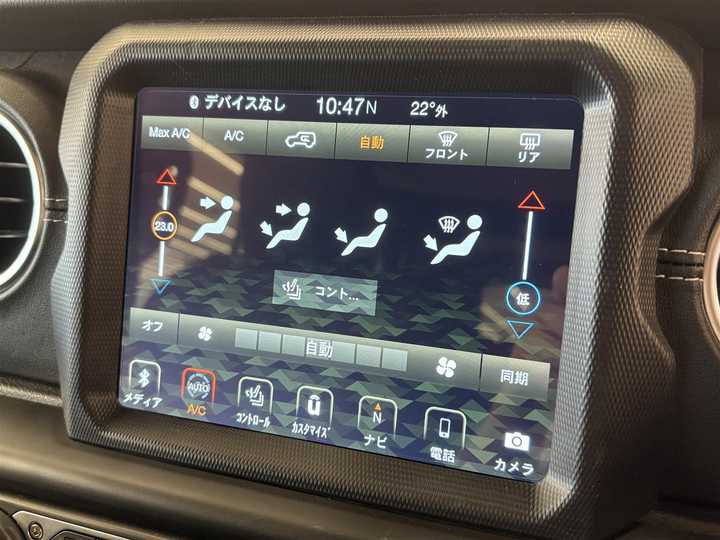 デバイスなし 10:47N 22°外
Max A/C A/C 自動 フロント リア
23.0
低
コント...
オフ 自動 同期
メディア AUTO A/C コントロール カスタマイズ N ナビ 電話 カメラ